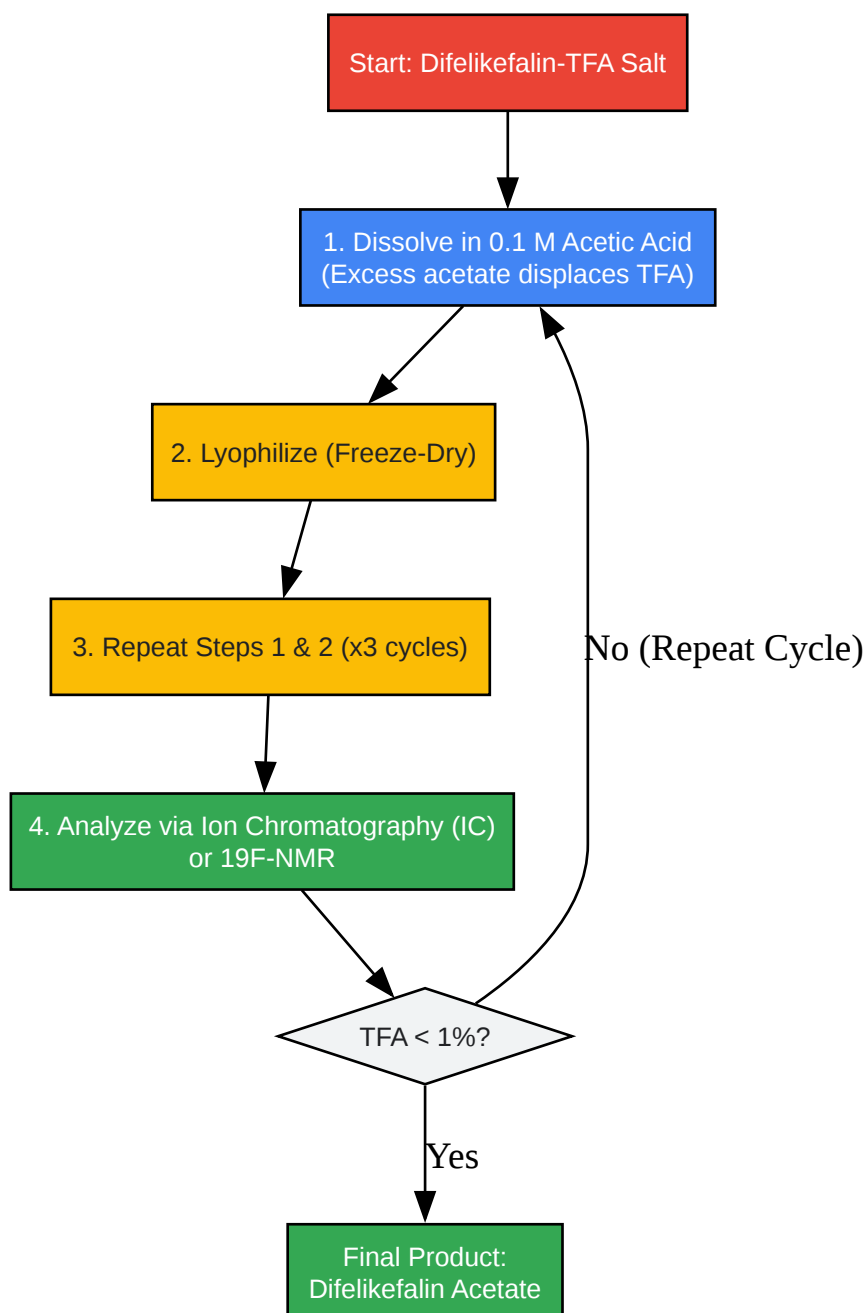 Start: Difelikefalin-TFA Salt
1. Dissolve in 0.1 M Acetic Acid
(Excess acetate displaces TFA)
2. Lyophilize (Freeze-Dry)
3. Repeat Steps 1 & 2 (x3 cycles)
No (Repeat Cycle)
4. Analyze via Ion Chromatography (IC)
or 19F-NMR
TFA < 1%?
Yes
Final Product:
Difelikefalin Acetate